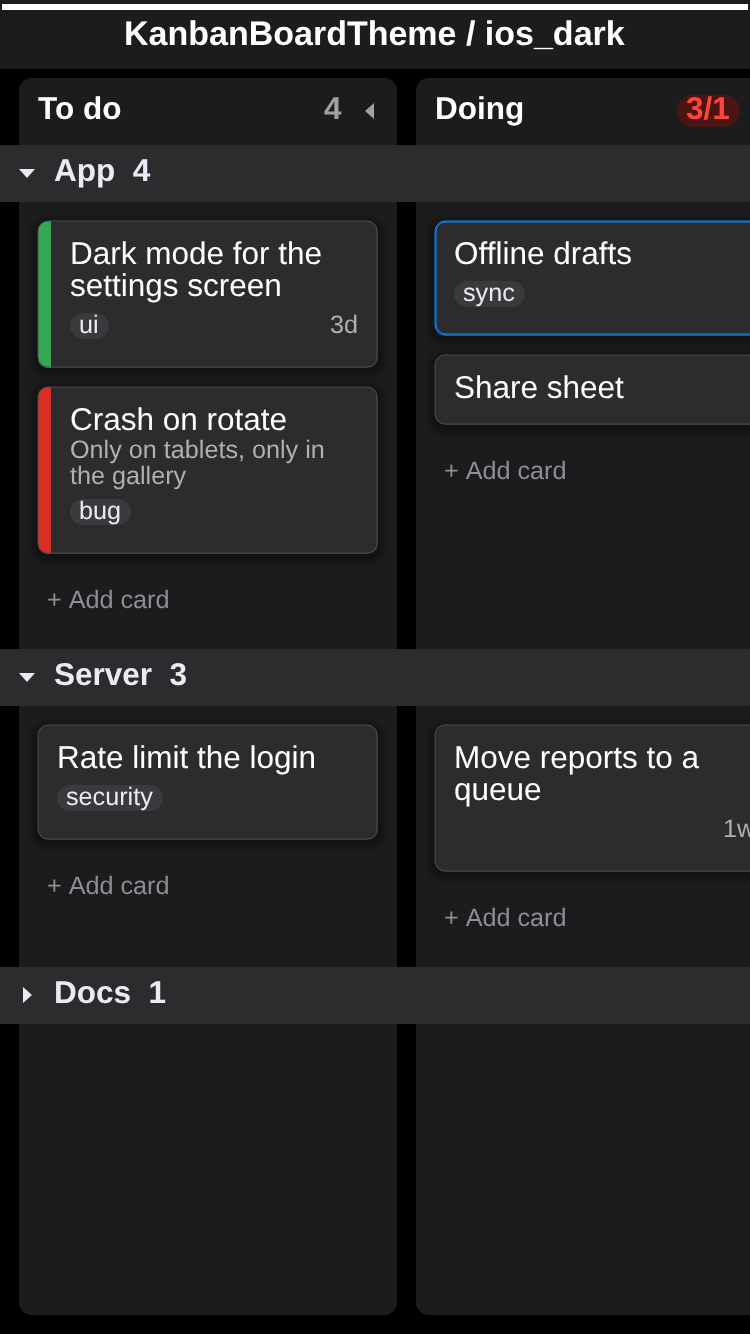 KanbanBoardTheme / ios_dark
To do 4
Doing 3/1
App 4
Dark mode for the
settings screen
ui 3d
Crash on rotate
Only on tablets, only in
the gallery
bug
+ Add card
Offline drafts
sync
Share sheet
+ Add card
Server 3
Rate limit the login
security
+ Add card
Move reports to a
queue
1w
+ Add card
Docs 1